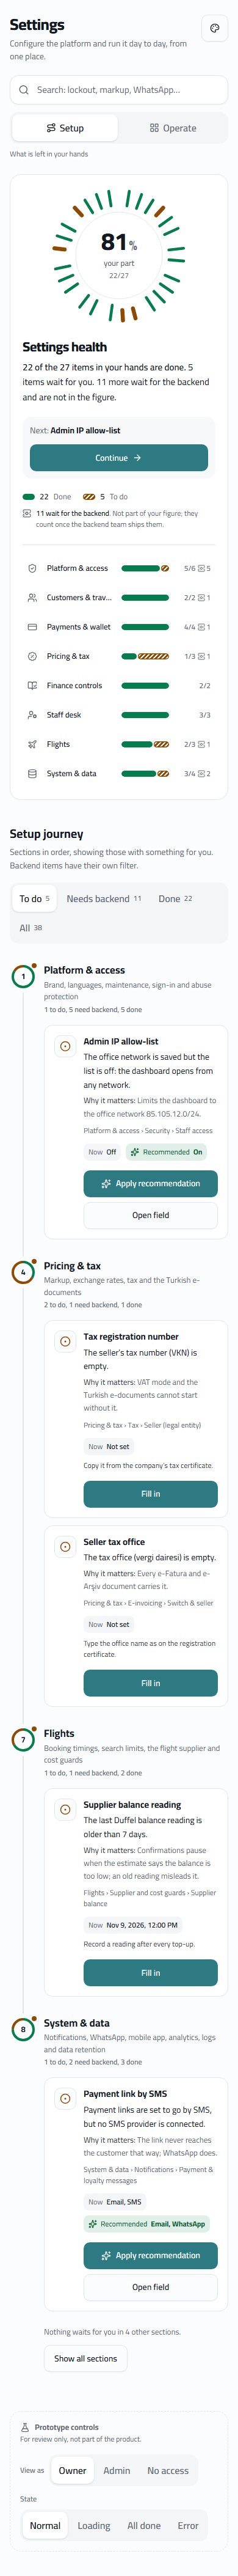 Settings
Configure the platform and run it day to day, from
one place.
Search: lockout, markup, WhatsApp...
Setup
Operate
What is left in your hands
81%
your part
22/27
Settings health
22 of the 27 items in your hands are done. 5
items wait for you. 11 more wait for the backend
and are not in the figure.
Next: Admin IP allow-list
Continue
22 Done
5 To do
11 wait for the backend. Not part of your figure; they
count once the backend team ships them.
Platform & access 5/6 5
Customers & trav... 2/2 1
Payments & wallet 4/4 1
Pricing & tax 1/3 1
Finance controls 2/2
Staff desk 3/3
Flights 2/3 1
System & data 3/4 2
Setup journey
Sections in order, showing those with something for you.
Backend items have their own filter.
To do 5
Needs backend 11
Done 22
All 38
1
Platform & access
Brand, languages, maintenance, sign-in and abuse
protection
1 to do, 5 need backend, 5 done
Admin IP allow-list
The office network is saved but the
list is off: the dashboard opens from
any network.
Why it matters: Limits the dashboard to
the office network 85.105.12.0/24.
Platform & access › Security › Staff access
Now Off
Recommended On
Apply recommendation
Open field
4
Pricing & tax
Markup, exchange rates, tax and the Turkish e-
documents
2 to do, 1 need backend, 1 done
Tax registration number
The seller's tax number (VKN) is
empty.
Why it matters: VAT mode and the
Turkish e-documents cannot start
without it.
Pricing & tax › Tax › Seller (legal entity)
Now Not set
Copy it from the company's tax certificate.
Fill in
Seller tax office
The tax office (vergi dairesi) is empty.
Why it matters: Every e-Fatura and e-
Arşiv document carries it.
Pricing & tax › E-invoicing › Switch & seller
Now Not set
Type the office name as on the registration
certificate.
Fill in
7
Flights
Booking timings, search limits, the flight supplier and
cost guards
1 to do, 1 need backend, 2 done
Supplier balance reading
The last Duffel balance reading is
older than 7 days.
Why it matters: Confirmations pause
when the estimate says the balance is
too low; an old reading misleads it.
Flights › Supplier and cost guards › Supplier
balance
Now Nov 9, 2026, 12:00 PM
Record a reading after every top-up.
Fill in
8
System & data
Notifications, WhatsApp, mobile app, analytics, logs
and data retention
1 to do, 2 need backend, 3 done
Payment link by SMS
Payment links are set to go by SMS,
but no SMS provider is connected.
Why it matters: The link never reaches
the customer that way; WhatsApp does.
System & data › Notifications › Payment &
loyalty messages
Now Email, SMS
Recommended Email, WhatsApp
Apply recommendation
Open field
Nothing waits for you in 4 other sections.
Show all sections
Prototype controls
For review only, not part of the product.
View as
Owner
Admin
No access
State
Normal
Loading
All done
Error